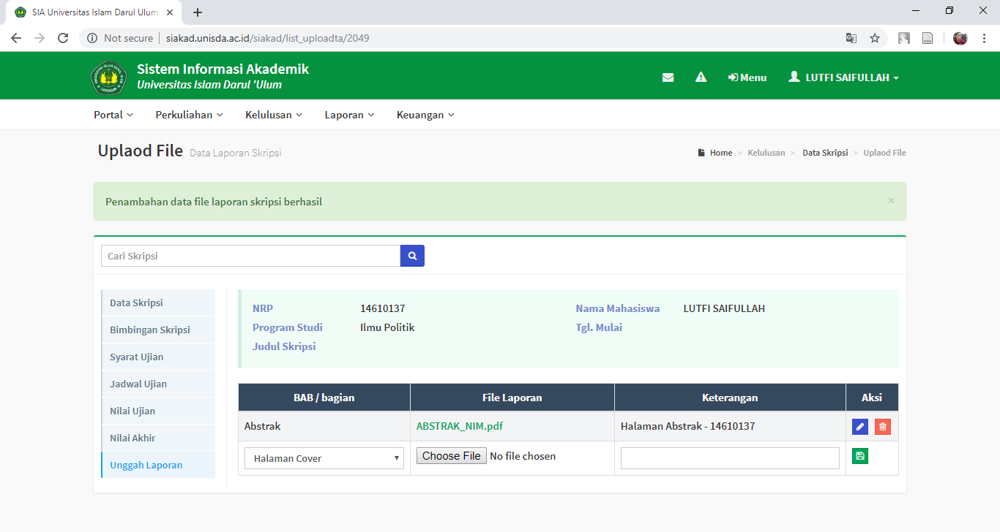 SIA Universitas Islam Darul Ulum
Not secure siakad.unisda.ac.id/siakad/list_uploadta/2049
Sistem Informasi Akademik
Universitas Islam Darul 'Ulum
Menu LUTFI SAIFULLAH
Portal Perkuliahan Kelulusan Laporan Keuangan
Uplaod File Data Laporan Skripsi
Home > Kelulusan > Data Skripsi > Uplaod File
Penambahan data file laporan skripsi berhasil ×
Cari Skripsi
Data Skripsi
Bimbingan Skripsi
Syarat Ujian
Jadwal Ujian
Nilai Ujian
Nilai Akhir
Unggah Laporan
NRP 14610137 Nama Mahasiswa LUTFI SAIFULLAH
Program Studi Ilmu Politik Tgl. Mulai
Judul Skripsi
BAB / bagian File Laporan Keterangan Aksi
Abstrak ABSTRAK_NIM.pdf Halaman Abstrak - 14610137
Halaman Cover Choose File No file chosen